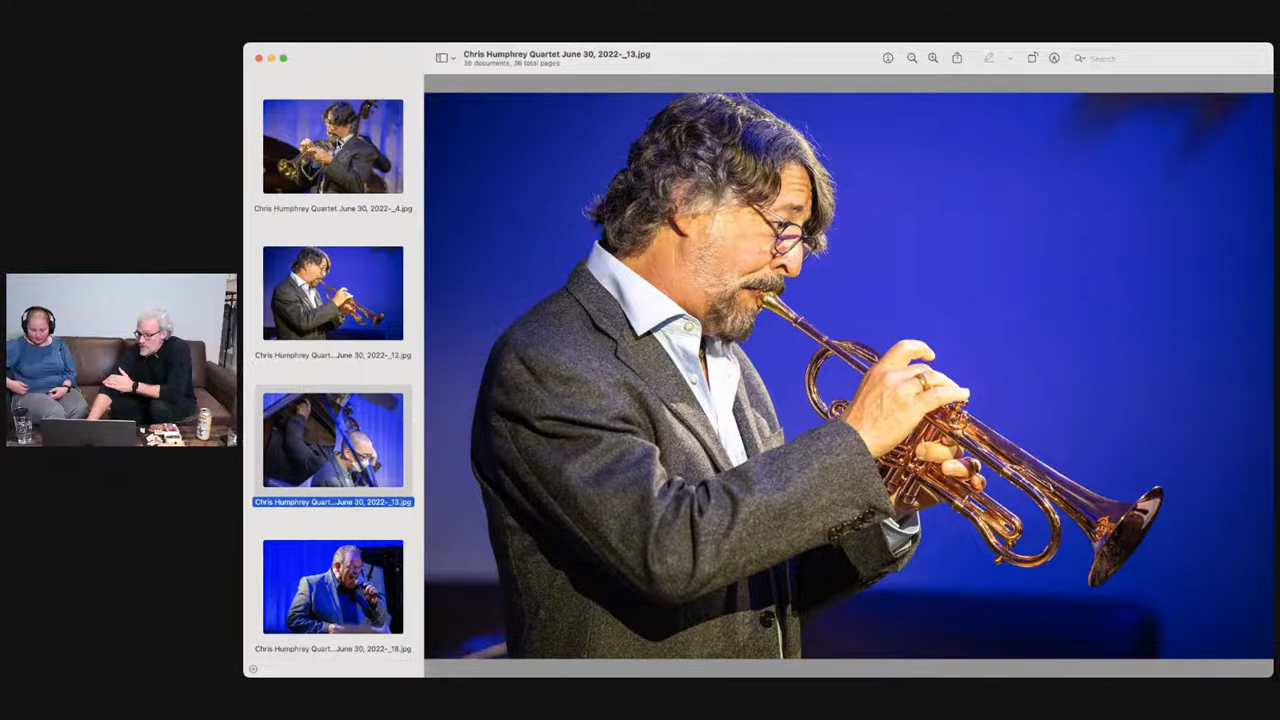 Chris Humphrey Quartet June 30, 2022-_13.jpg
36 documents, 36 total pages
Search
Chris Humphrey Quartet June 30, 2022-_4.jpg
Chris Humphrey Quart...June 30, 2022-_12.jpg
Chris Humphrey Quart...June 30, 2022-_13.jpg
Chris Humphrey Quart...June 30, 2022-_18.jpg